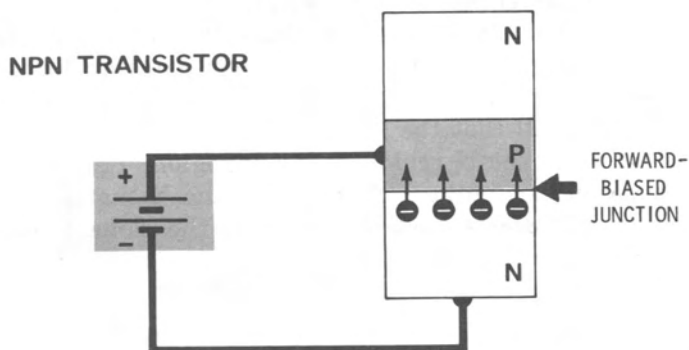 NPN TRANSISTOR
N
P
N
FORWARD-
BIASED
JUNCTION
+
-